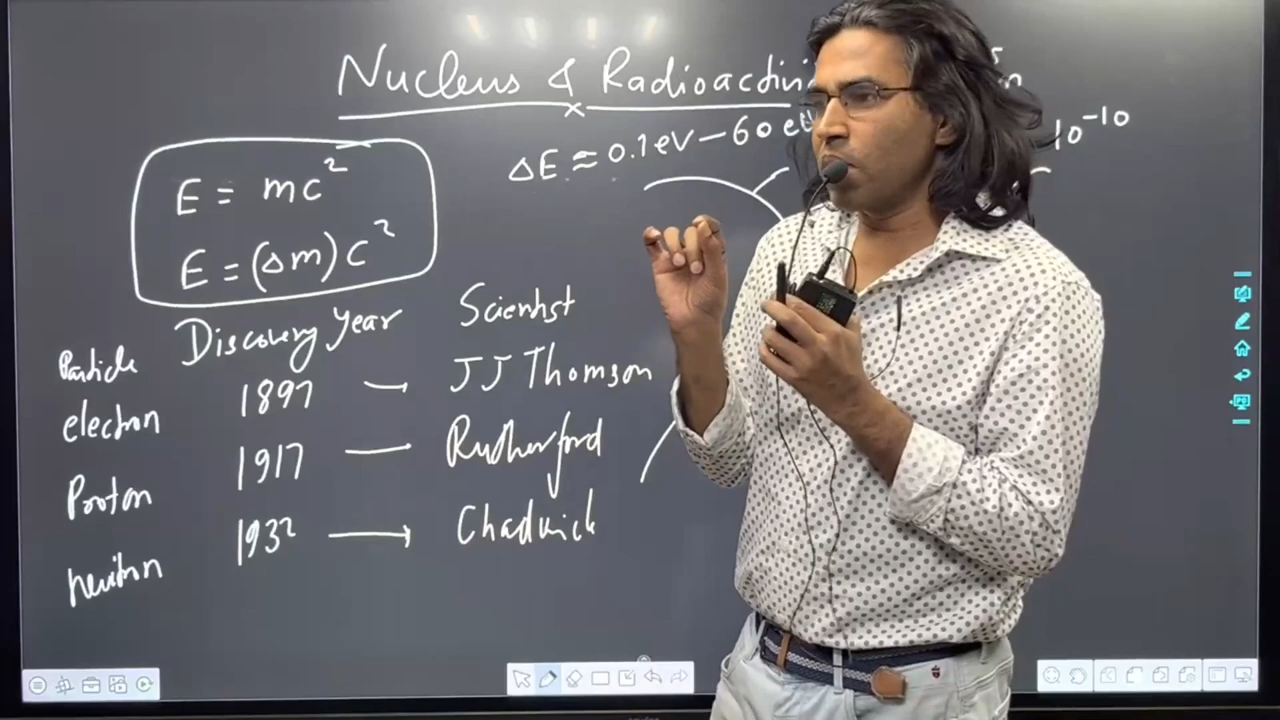 Nucleus & Radioactivi
ΔE ≈ 0.1eV – 60 eV
10⁻¹⁰
E = mc²
E = (Δm)c²
Particle Discovery Year Scientist
electron 1897 → JJ Thomson
Proton 1917 — Rutherford
neutron 1932 → Chadwick